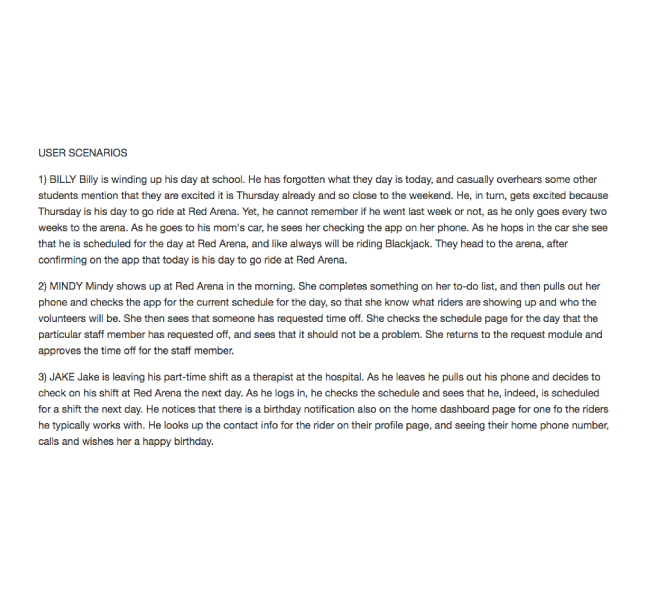 USER SCENARIOS
1) BILLY Billy is winding up his day at school. He has forgotten what they day is today, and casually overhears some other
students mention that they are excited it is Thursday already and so close to the weekend. He, in turn, gets excited because
Thursday is his day to go ride at Red Arena. Yet, he cannot remember if he went last week or not, as he only goes every two
weeks to the arena. As he goes to his mom's car, he sees her checking the app on her phone. As he hops in the car she see
that he is scheduled for the day at Red Arena, and like always will be riding Blackjack. They head to the arena, after
confirming on the app that today is his day to go ride at Red Arena.
2) MINDY Mindy shows up at Red Arena in the morning. She completes something on her to-do list, and then pulls out her
phone and checks the app for the current schedule for the day, so that she know what riders are showing up and who the
volunteers will be. She then sees that someone has requested time off. She checks the schedule page for the day that the
particular staff member has requested off, and sees that it should not be a problem. She returns to the request module and
approves the time off for the staff member.
3) JAKE Jake is leaving his part-time shift as a therapist at the hospital. As he leaves he pulls out his phone and decides to
check on his shift at Red Arena the next day. As he logs in, he checks the schedule and sees that he, indeed, is scheduled
for a shift the next day. He notices that there is a birthday notification also on the home dashboard page for one fo the riders
he typically works with. He looks up the contact info for the rider on their profile page, and seeing their home phone number,
calls and wishes her a happy birthday.